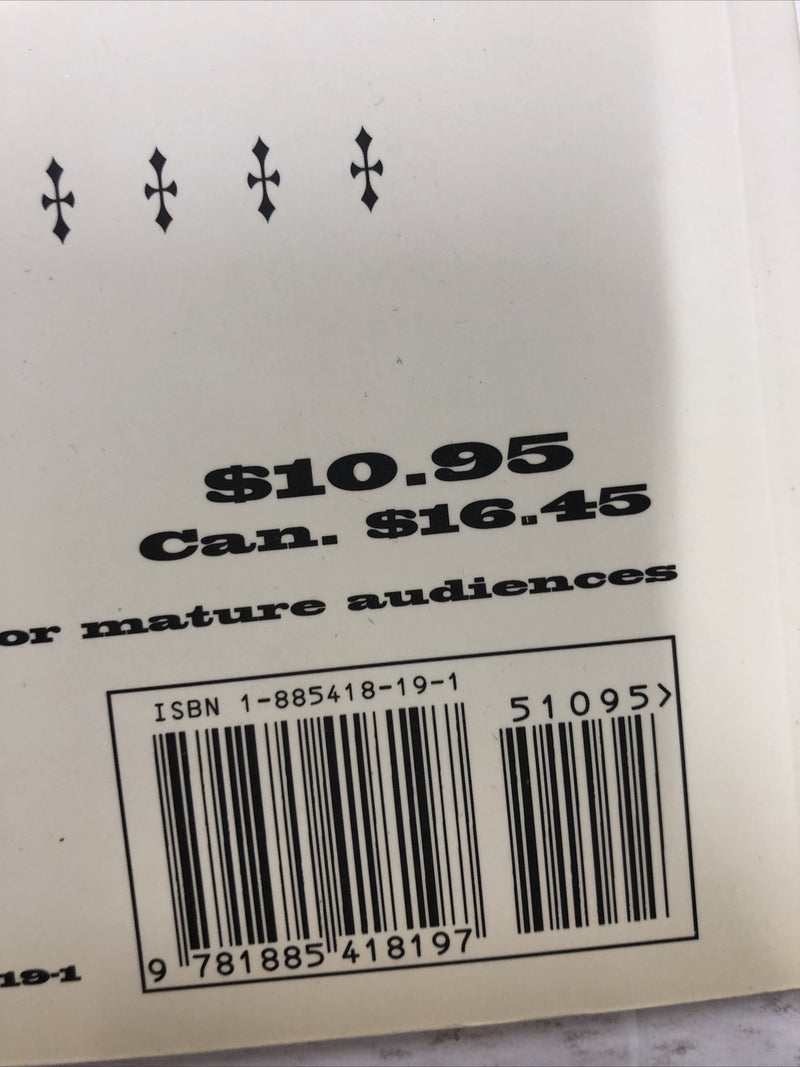 $10.95
Can. $16.45
or mature audiences
ISBN 1-885418-19-1
51095>
9 781885 418197
19-1